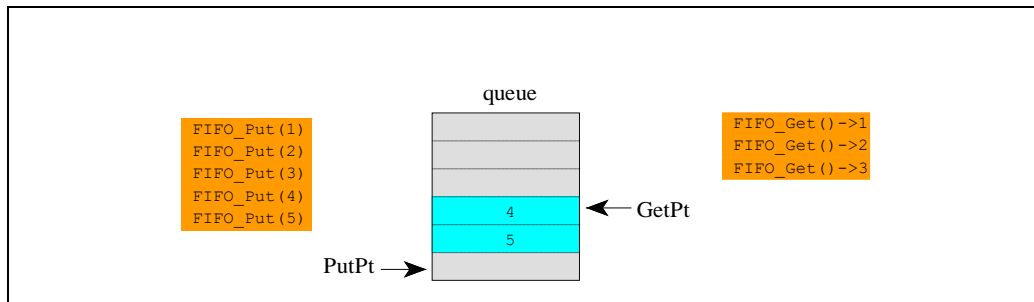 queue
FIFO_Put(1)
FIFO_Put(2)
FIFO_Put(3)
FIFO_Put(4)
FIFO_Put(5)
4
5
PutPt
GetPt
FIFO_Get()->1
FIFO_Get()->2
FIFO_Get()->3